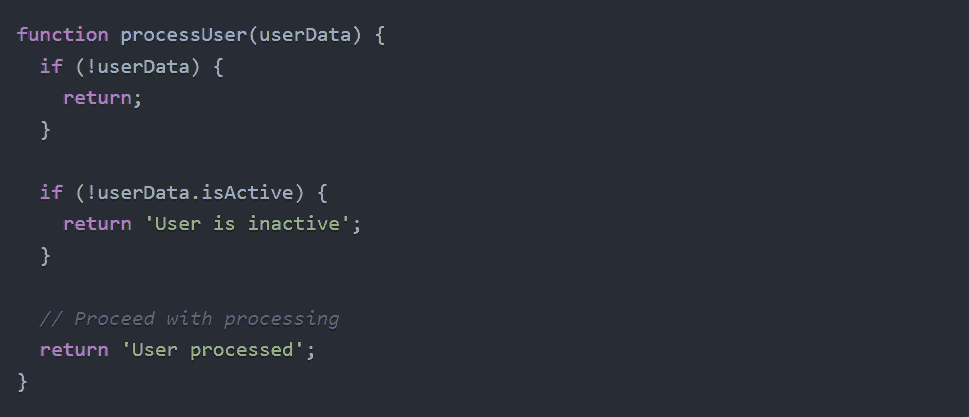 function processUser(userData) {
  if (!userData) {
    return;
  }

  if (!userData.isActive) {
    return 'User is inactive';
  }

  // Proceed with processing
  return 'User processed';
}